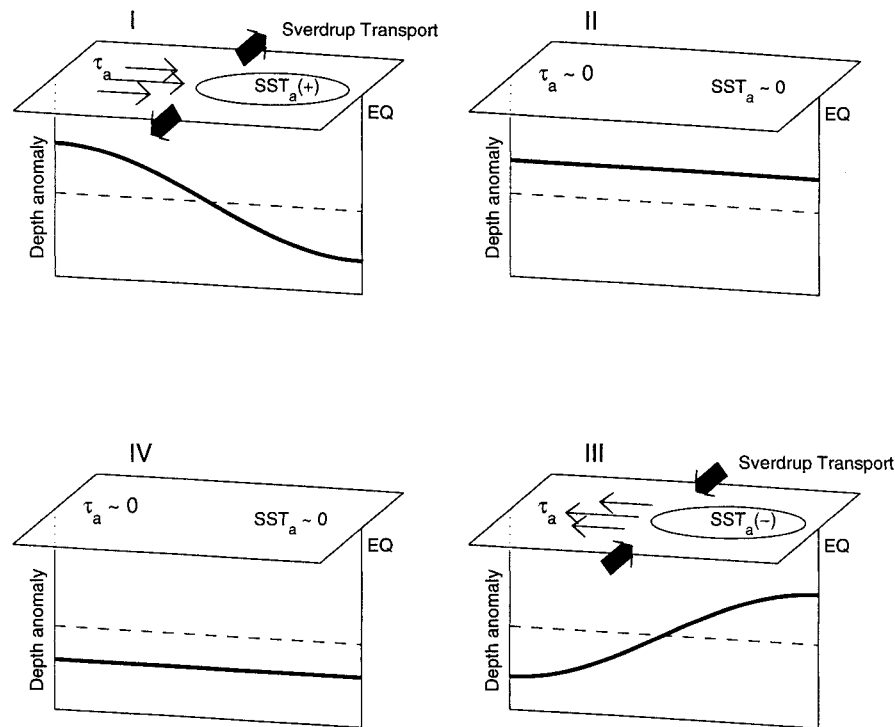 I
Sverdrup Transport
τa
SSTa(+)
EQ
Depth anomaly
II
τa ~ 0
SSTa ~ 0
EQ
Depth anomaly
IV
τa ~ 0
SSTa ~ 0
EQ
Depth anomaly
III
Sverdrup Transport
τa
SSTa(−)
EQ
Depth anomaly